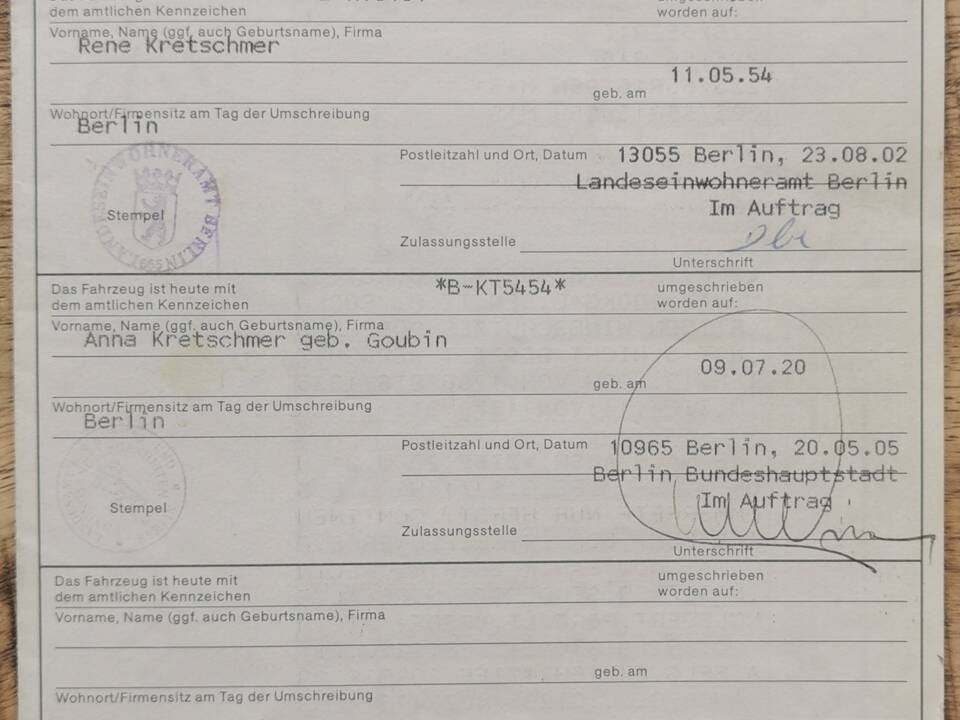 dem amtlichen Kennzeichen
worden auf:
Vorname, Name (ggf. auch Geburtsname), Firma
Rene Kretschmer
11.05.54
geb. am
Wohnort/Firmensitz am Tag der Umschreibung
Berlin
Postleitzahl und Ort, Datum 13055 Berlin, 23.08.02
Landeseinwohneramt Berlin
LANDESEINWOHNERAMT BERLIN
Stempel
Im Auftrag
Zulassungsstelle
Unterschrift
Das Fahrzeug ist heute mit *B-KT5454* umgeschrieben
dem amtlichen Kennzeichen worden auf:
Vorname, Name (ggf. auch Geburtsname), Firma
Anna Kretschmer geb. Goubin
09.07.20
geb. am
Wohnort/Firmensitz am Tag der Umschreibung
Berlin
Postleitzahl und Ort, Datum 10965 Berlin, 20.05.05
Berlin Bundeshauptstadt
Stempel
Im Auftrag
Zulassungsstelle
Unterschrift
Das Fahrzeug ist heute mit umgeschrieben
dem amtlichen Kennzeichen worden auf:
Vorname, Name (ggf. auch Geburtsname), Firma
geb. am
Wohnort/Firmensitz am Tag der Umschreibung